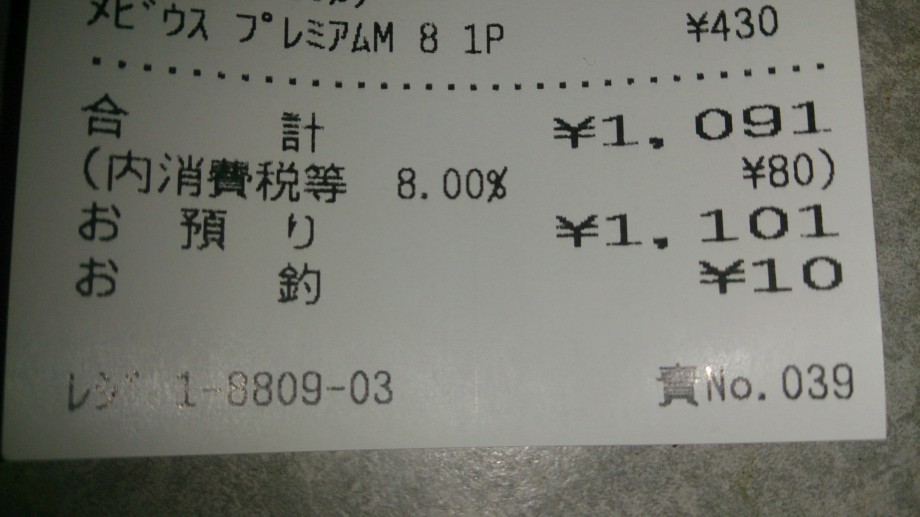 ﾒﾋﾞｳｽ ﾌﾟﾚﾐｱﾑM 8 1P ¥430
合 計 ¥1,091
(内消費税等 8.00% ¥80)
お 預 り ¥1,101
お 釣 ¥10
ﾚｼﾞ 1-8809-03 責No.039